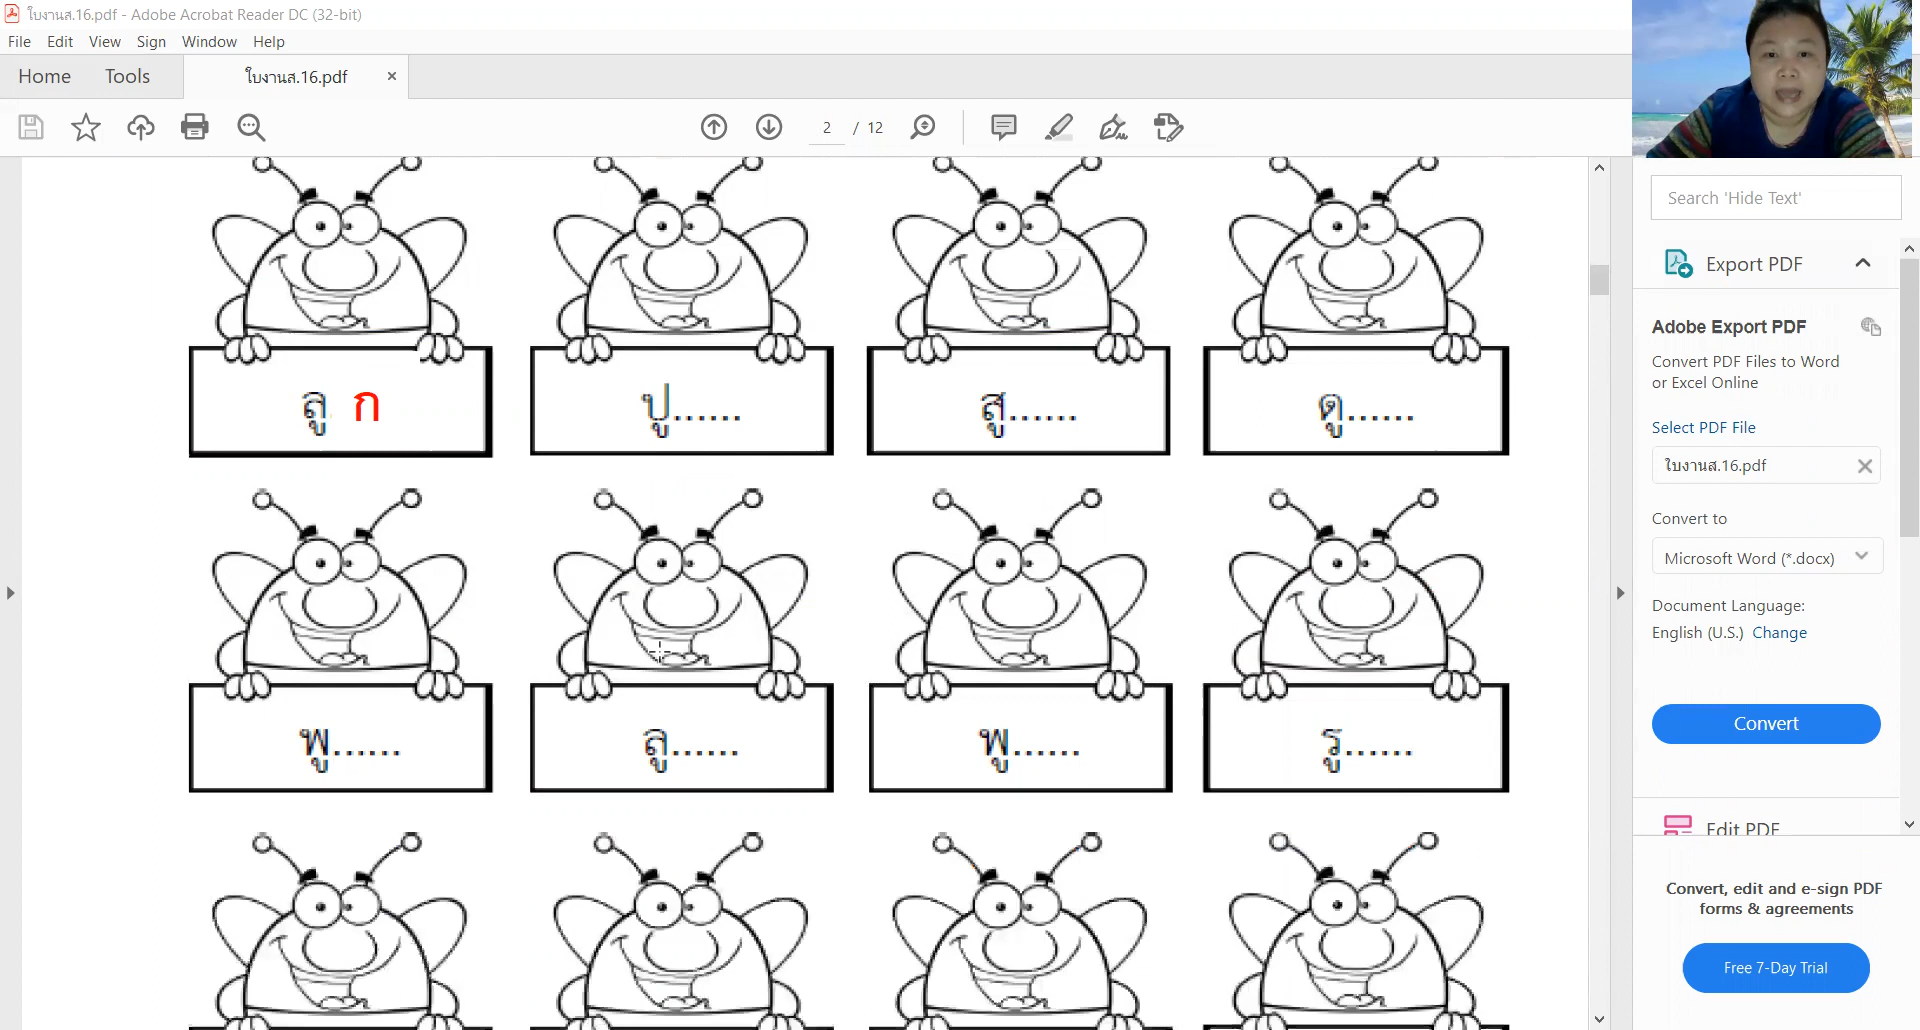 ใบงานส.16.pdf - Adobe Acrobat Reader DC (32-bit)
File Edit View Sign Window Help
Home Tools ใบงานส.16.pdf ×
2 / 12
Search 'Hide Text'
Export PDF
Adobe Export PDF
Convert PDF Files to Word
or Excel Online
Select PDF File
ใบงานส.16.pdf
Convert to
Microsoft Word (*.docx)
Document Language:
English (U.S.) Change
Convert
Edit PDF
Convert, edit and e-sign PDF
forms & agreements
Free 7-Day Trial
ลู ก ปู...... สู...... ดู......
พู...... ลู...... พู...... รู......